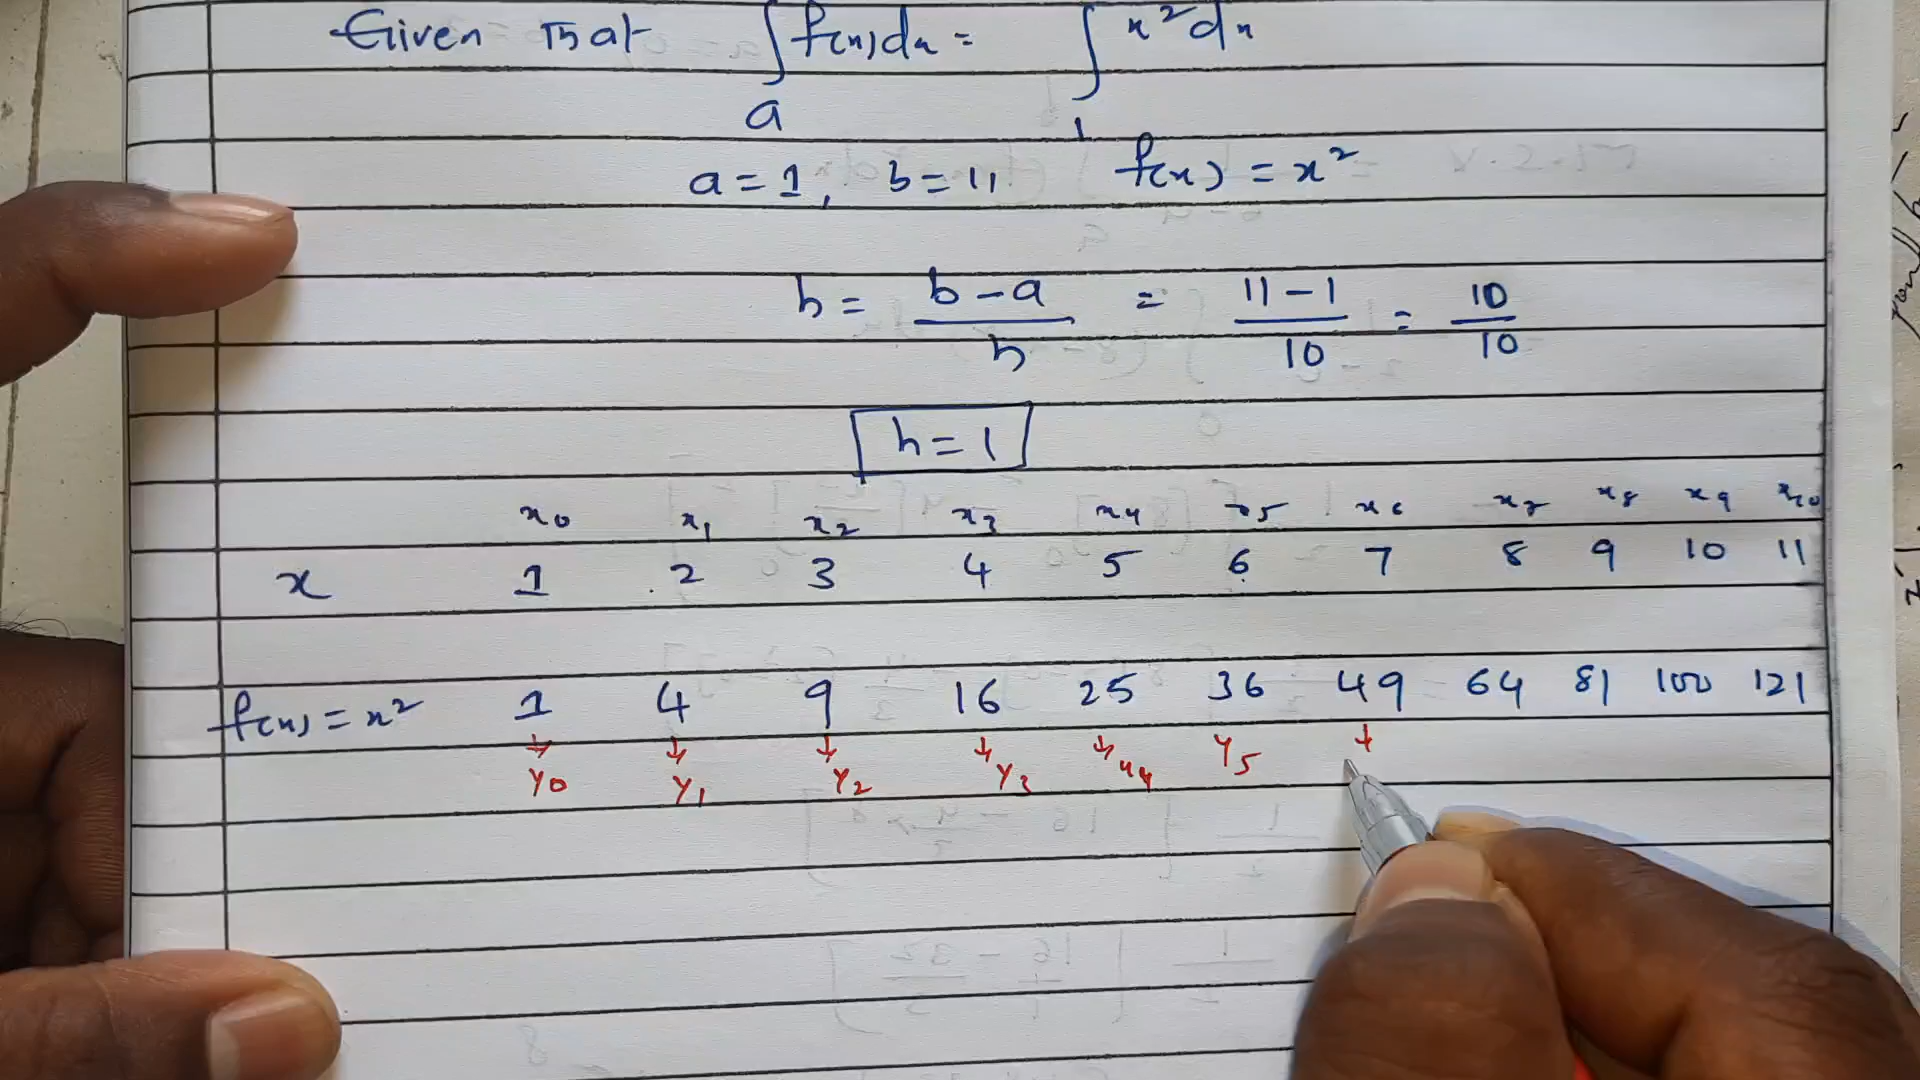 Given That ∫ f(x)dx = ∫ x²dx
a 1
a = 1, b = 11 f(x) = x²
h = b - a / n = 11 - 1 / 10 = 10 / 10
h = 1
x0 x1 x2 x3 x4 x5 x6 x7 x8 x9 x10
x 1 2 3 4 5 6 7 8 9 10 11
f(x) = x² 1 4 9 16 25 36 49 64 81 100 121
↓ ↓ ↓ ↓ ↓ ↓
y0 y1 y2 y3 y4 y5